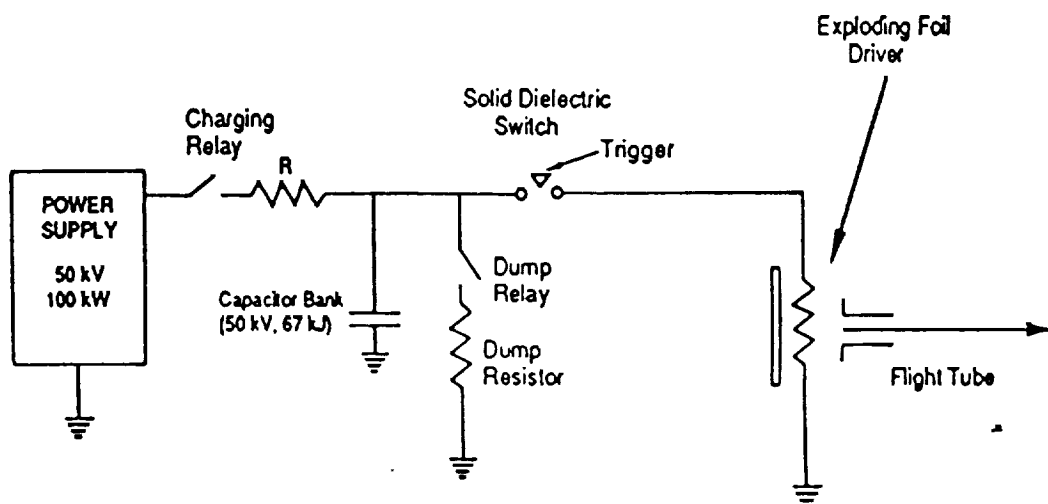 Exploding Foil
Driver
Solid Dielectric
Switch
Trigger
Charging
Relay
R
POWER
SUPPLY
50 kV
100 kW
Capacitor Bank
(50 kV, 67 kJ)
Dump
Relay
Dump
Resistor
Flight Tube